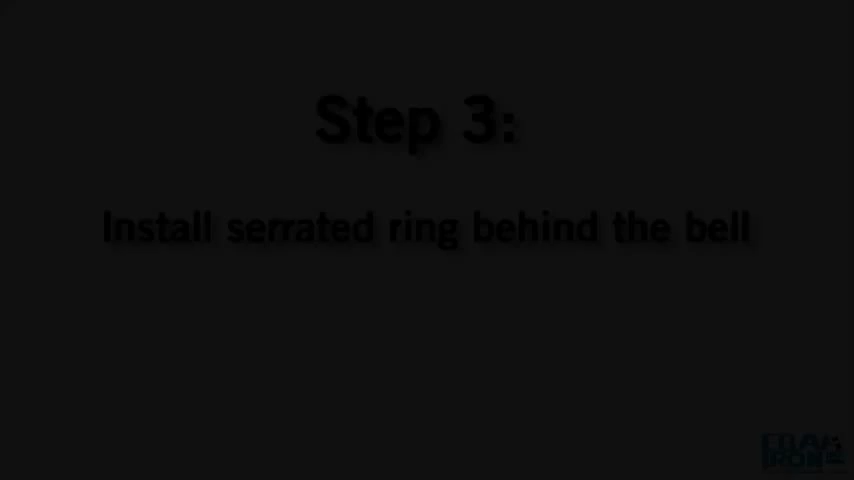 Step 3:
Install serrated ring behind the bell